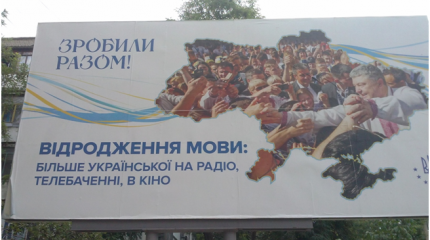 ЗРОБИЛИ
РАЗОМ!
ВІДРОДЖЕННЯ МОВИ:
БІЛЬШЕ УКРАЇНСЬКОЇ НА РАДІО,
ТЕЛЕБАЧЕННІ, В КІНО